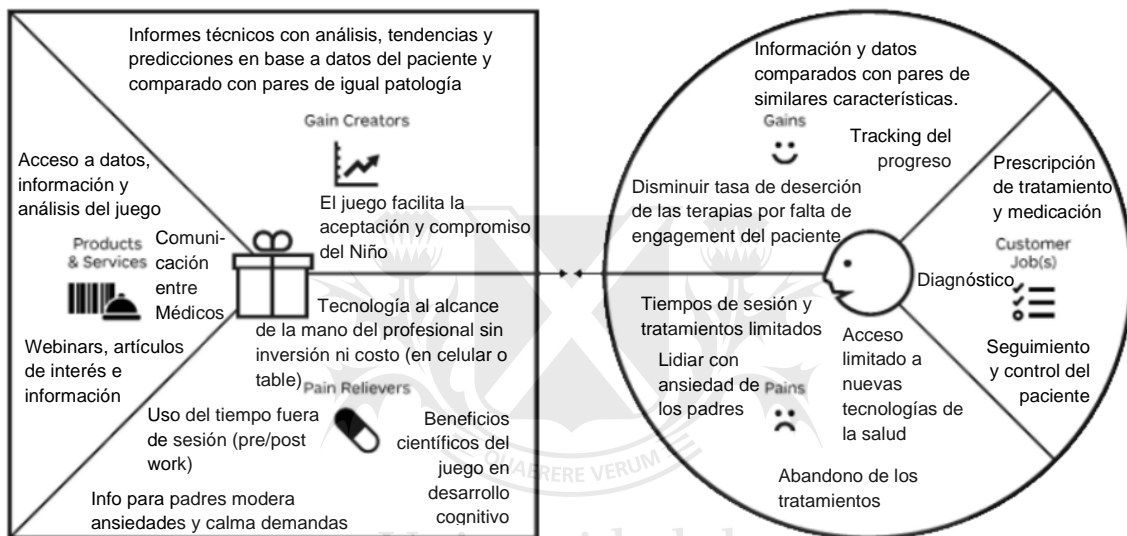 Informes técnicos con análisis, tendencias y
predicciones en base a datos del paciente y
comparado con pares de igual patología
Gain Creators
El juego facilita la
aceptación y compromiso
del Niño
Acceso a datos,
información y
análisis del juego
Products
& Services
Comuni-
cación
entre
Médicos
Webinars, artículos
de interés e
información
Tecnología al alcance
de la mano del profesional sin
inversión ni costo (en celular o
table)
Pain Relievers
Uso del tiempo fuera
de sesión (pre/post
work)
Beneficios
científicos del
juego en
desarrollo
cognitivo
Info para padres modera
ansiedades y calma demandas
Información y datos
comparados con pares de
similares características.
Gains
Tracking del
progreso
Disminuir tasa de deserción
de las terapias por falta de
engagement del paciente
Prescripción
de tratamiento
y medicación
Customer
Job(s)
Diagnóstico
Seguimiento
y control del
paciente
Tiempos de sesión y
tratamientos limitados
Lidiar con
ansiedad de
los padres
Pains
Acceso
limitado a
nuevas
tecnologías de
la salud
Abandono de los
tratamientos
QUAERERE VERUM